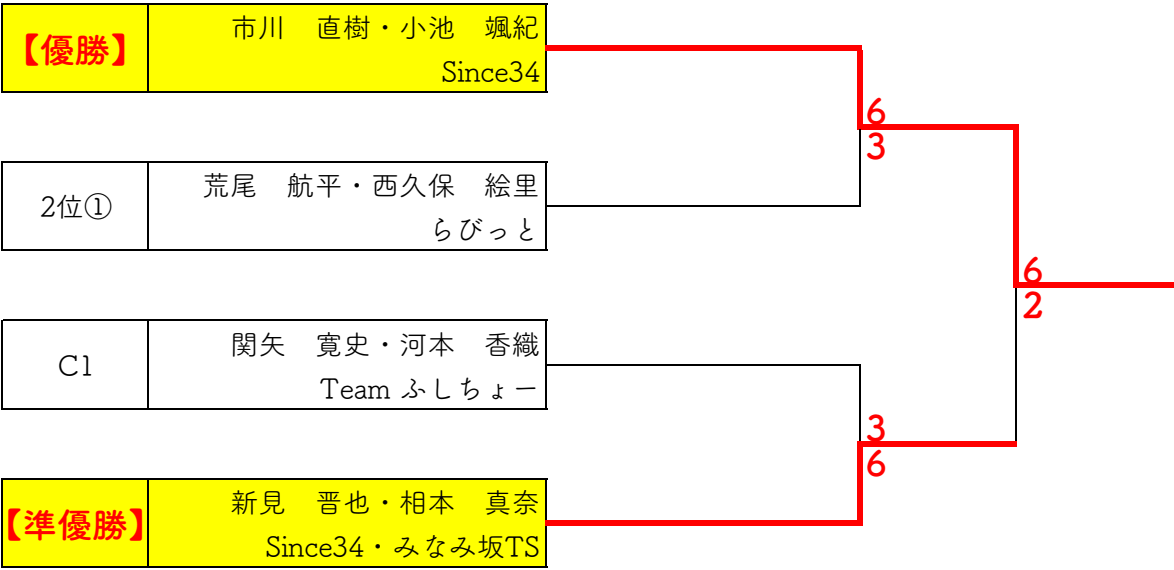 【優勝】
市川　直樹・小池　颯紀
Since34
6
3
2位①
荒尾　航平・西久保　絵里
らびっと
6
2
C1
関矢　寛史・河本　香織
Team ふしちょー
3
6
【準優勝】
新見　晋也・相本　真奈
Since34・みなみ坂TS